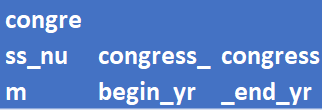 congre
ss_nu congress_ congress
m begin_yr _end_yr